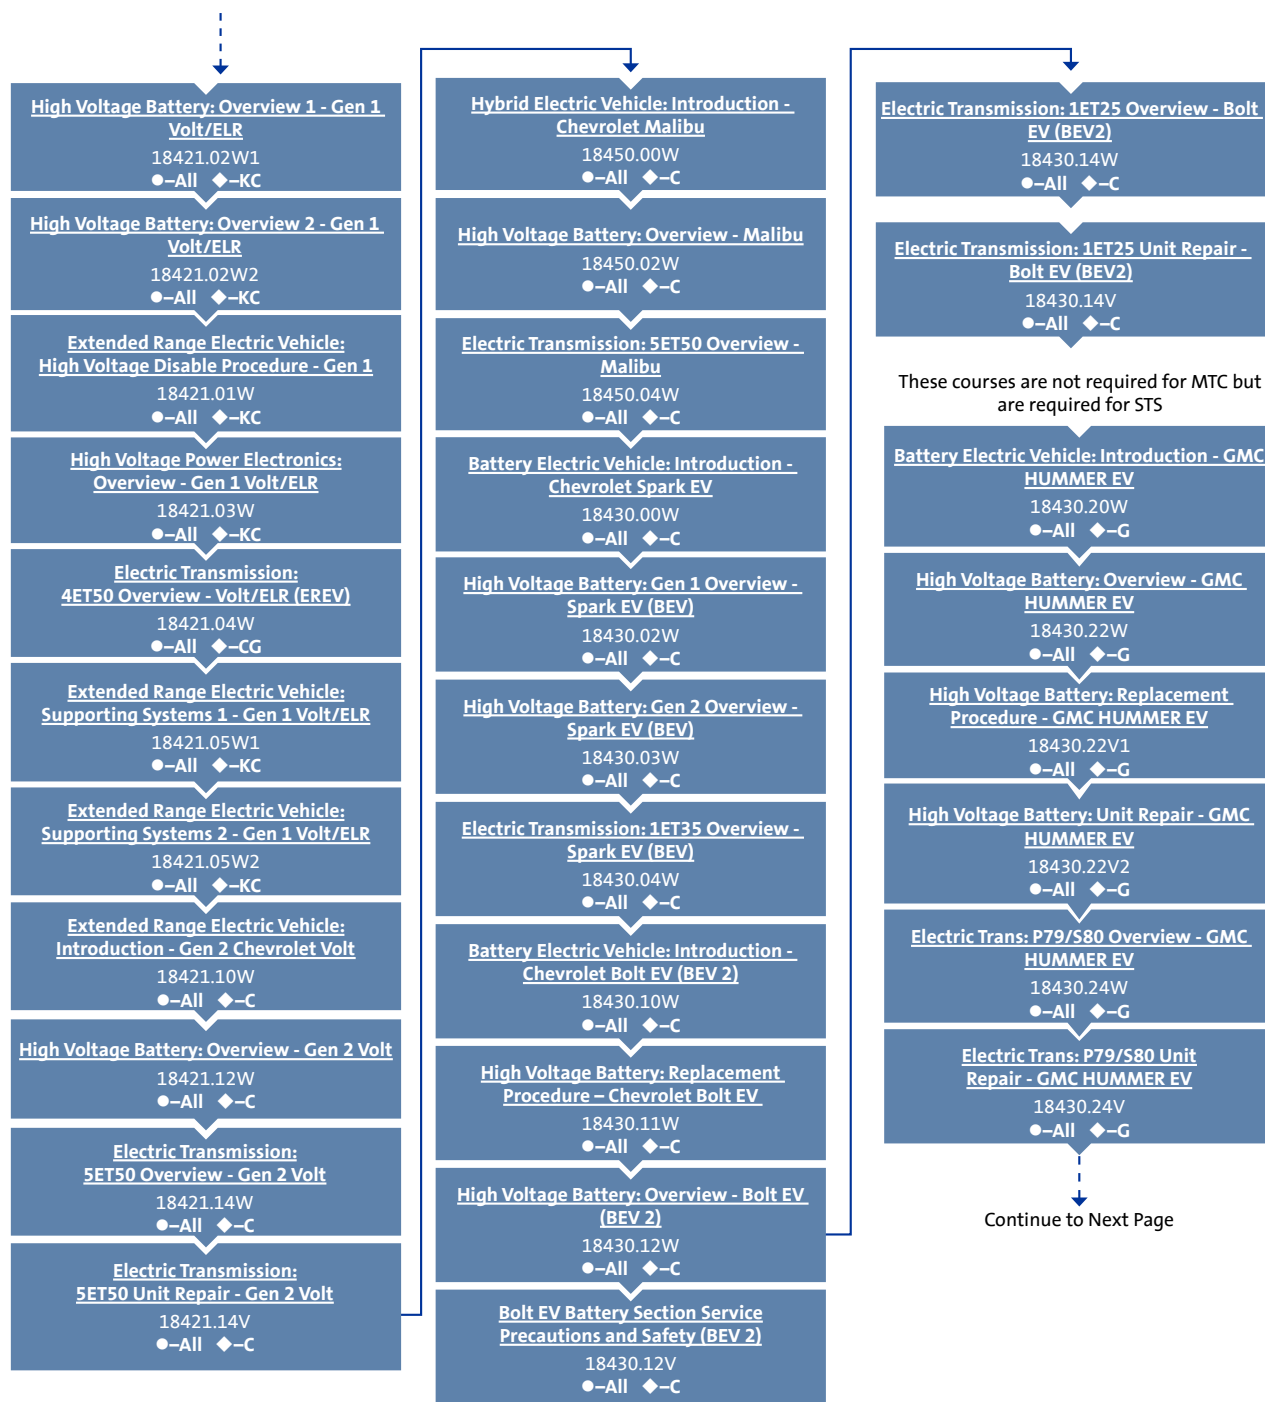 High Voltage Battery: Overview 1 - Gen 1
Volt/ELR
18421.02W1
●–All ◆–KC
High Voltage Battery: Overview 2 - Gen 1
Volt/ELR
18421.02W2
●–All ◆–KC
Extended Range Electric Vehicle:
High Voltage Disable Procedure - Gen 1
18421.01W
●–All ◆–KC
High Voltage Power Electronics:
Overview - Gen 1 Volt/ELR
18421.03W
●–All ◆–KC
Electric Transmission:
4ET50 Overview - Volt/ELR (EREV)
18421.04W
●–All ◆–CG
Extended Range Electric Vehicle:
Supporting Systems 1 - Gen 1 Volt/ELR
18421.05W1
●–All ◆–KC
Extended Range Electric Vehicle:
Supporting Systems 2 - Gen 1 Volt/ELR
18421.05W2
●–All ◆–KC
Extended Range Electric Vehicle:
Introduction - Gen 2 Chevrolet Volt
18421.10W
●–All ◆–C
High Voltage Battery: Overview - Gen 2 Volt
18421.12W
●–All ◆–C
Electric Transmission:
5ET50 Overview - Gen 2 Volt
18421.14W
●–All ◆–C
Electric Transmission:
5ET50 Unit Repair - Gen 2 Volt
18421.14V
●–All ◆–C
Hybrid Electric Vehicle: Introduction -
Chevrolet Malibu
18450.00W
●–All ◆–C
High Voltage Battery: Overview - Malibu
18450.02W
●–All ◆–C
Electric Transmission: 5ET50 Overview -
Malibu
18450.04W
●–All ◆–C
Battery Electric Vehicle: Introduction -
Chevrolet Spark EV
18430.00W
●–All ◆–C
High Voltage Battery: Gen 1 Overview -
Spark EV (BEV)
18430.02W
●–All ◆–C
High Voltage Battery: Gen 2 Overview -
Spark EV (BEV)
18430.03W
●–All ◆–C
Electric Transmission: 1ET35 Overview -
Spark EV (BEV)
18430.04W
●–All ◆–C
Battery Electric Vehicle: Introduction -
Chevrolet Bolt EV (BEV 2)
18430.10W
●–All ◆–C
High Voltage Battery: Replacement
Procedure – Chevrolet Bolt EV
18430.11W
●–All ◆–C
High Voltage Battery: Overview - Bolt EV
(BEV 2)
18430.12W
●–All ◆–C
Bolt EV Battery Section Service
Precautions and Safety (BEV 2)
18430.12V
●–All ◆–C
Electric Transmission: 1ET25 Overview - Bolt
EV (BEV2)
18430.14W
●–All ◆–C
Electric Transmission: 1ET25 Unit Repair -
Bolt EV (BEV2)
18430.14V
●–All ◆–C
These courses are not required for MTC but
are required for STS
Battery Electric Vehicle: Introduction - GMC
HUMMER EV
18430.20W
●–All ◆–G
High Voltage Battery: Overview - GMC
HUMMER EV
18430.22W
●–All ◆–G
High Voltage Battery: Replacement
Procedure - GMC HUMMER EV
18430.22V1
●–All ◆–G
High Voltage Battery: Unit Repair - GMC
HUMMER EV
18430.22V2
●–All ◆–G
Electric Trans: P79/S80 Overview - GMC
HUMMER EV
18430.24W
●–All ◆–G
Electric Trans: P79/S80 Unit
Repair - GMC HUMMER EV
18430.24V
●–All ◆–G
Continue to Next Page